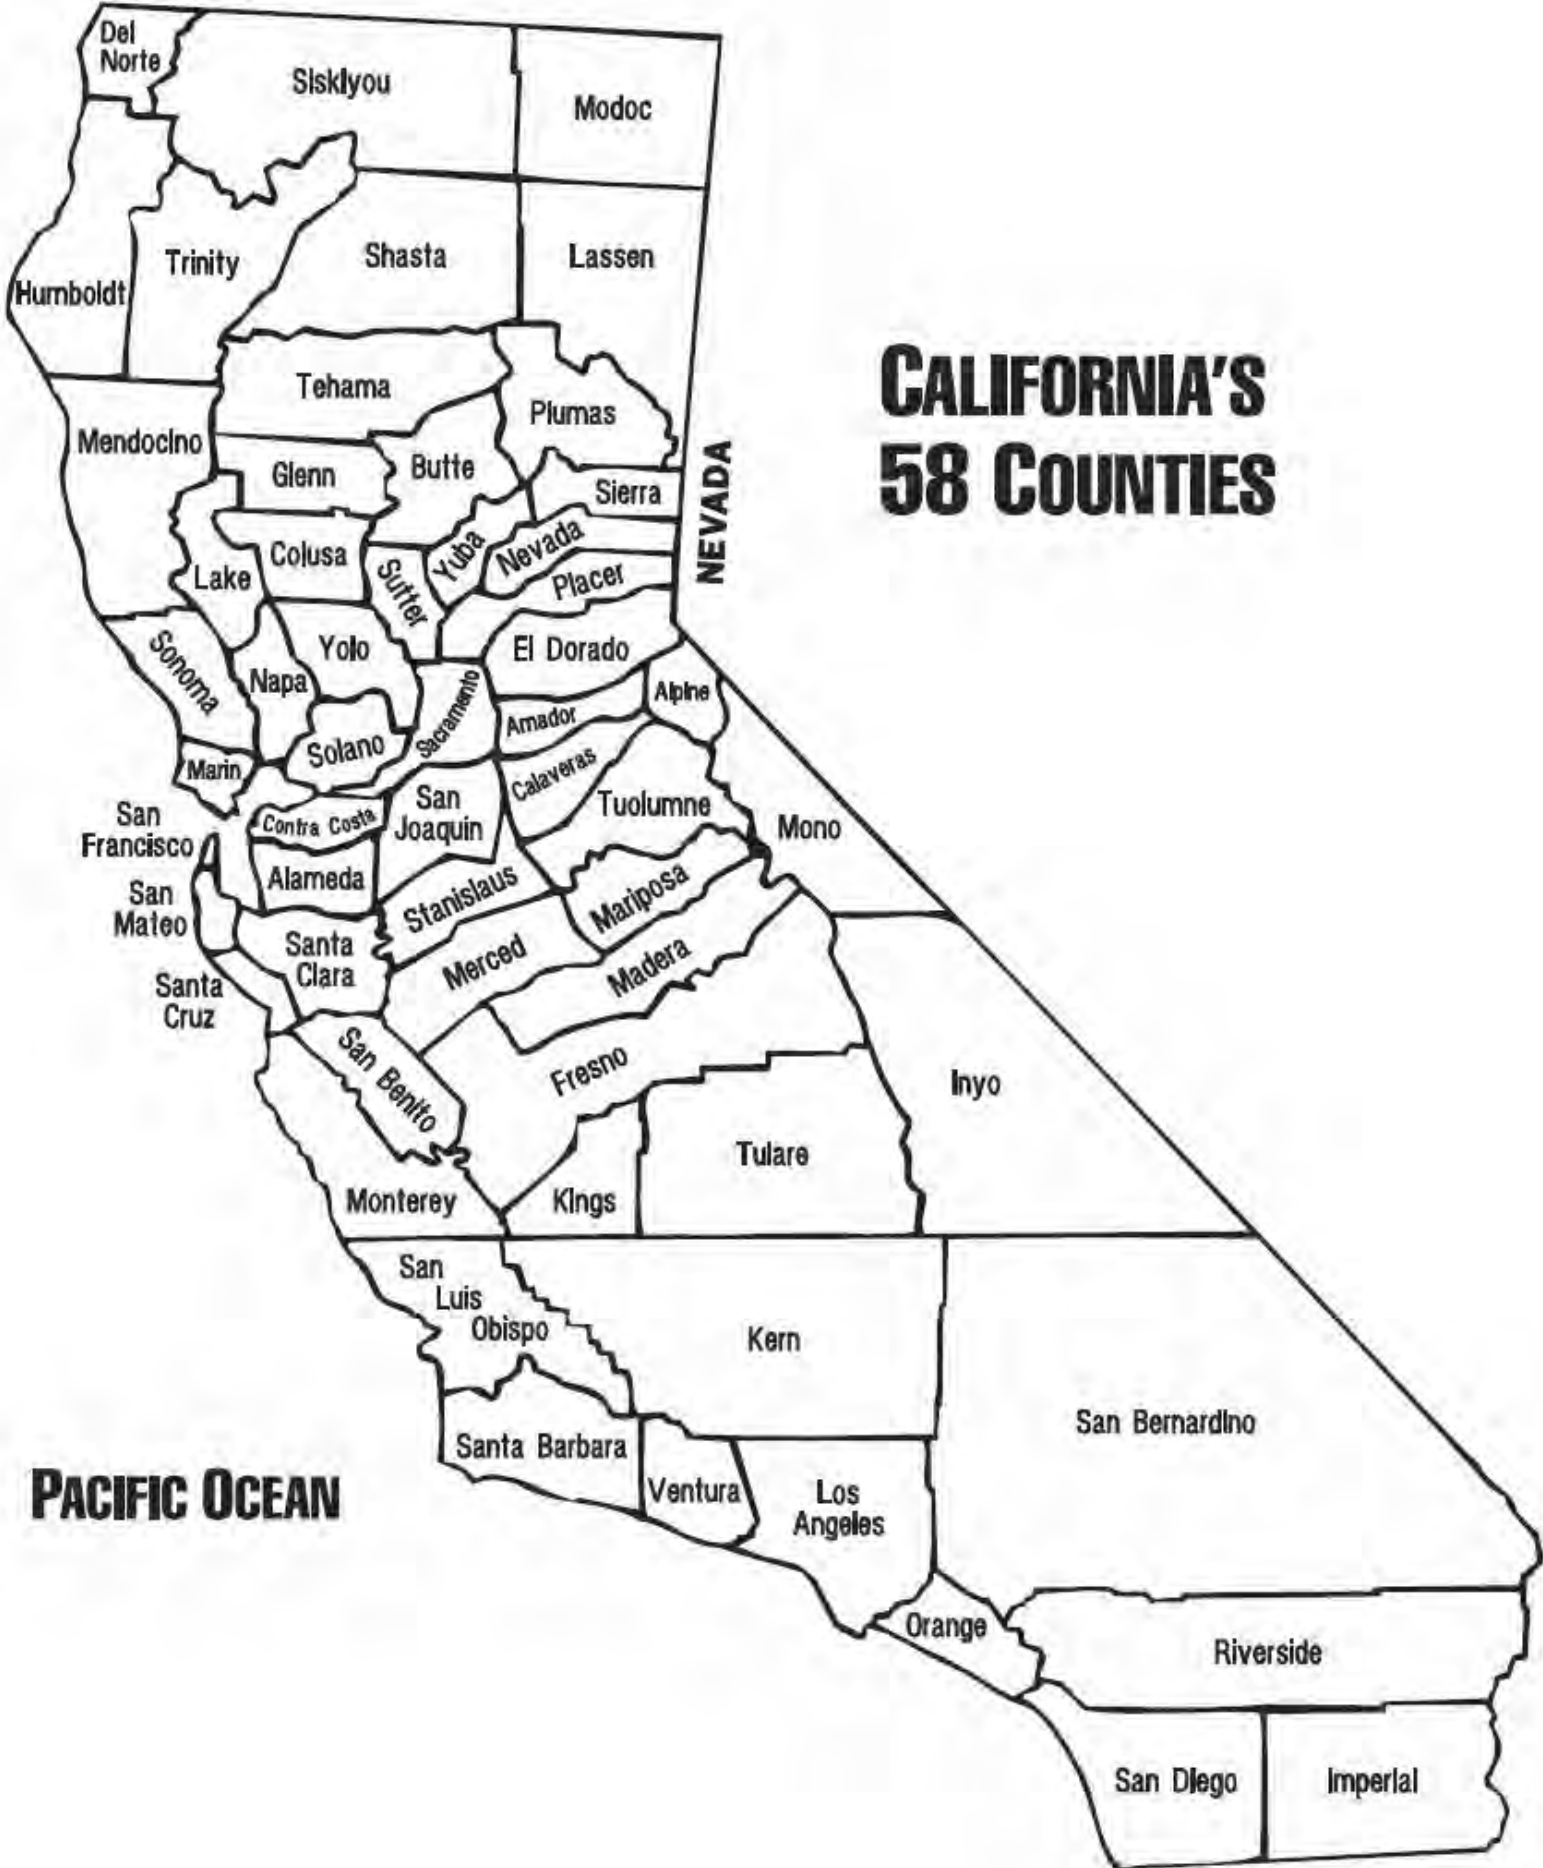 Del
Norte
Siskiyou
Modoc
Humboldt
Trinity
Shasta
Lassen
CALIFORNIA'S
58 COUNTIES
Tehama
Plumas
Mendocino
Glenn
Butte
Sierra
NEVADA
Lake
Colusa
Sutter
Yuba
Nevada
Placer
Sonoma
Napa
Yolo
El Dorado
Sacramento
Amador
Alpine
Marin
Solano
Calaveras
San
Francisco
Contra Costa
San
Joaquin
Tuolumne
Mono
San
Mateo
Alameda
Stanislaus
Mariposa
Santa
Clara
Merced
Madera
Santa
Cruz
San Benito
Fresno
Inyo
Monterey
Kings
Tulare
San
Luis
Obispo
Kern
San Bernardino
PACIFIC OCEAN
Santa Barbara
Ventura
Los
Angeles
Orange
Riverside
San Diego
Imperial